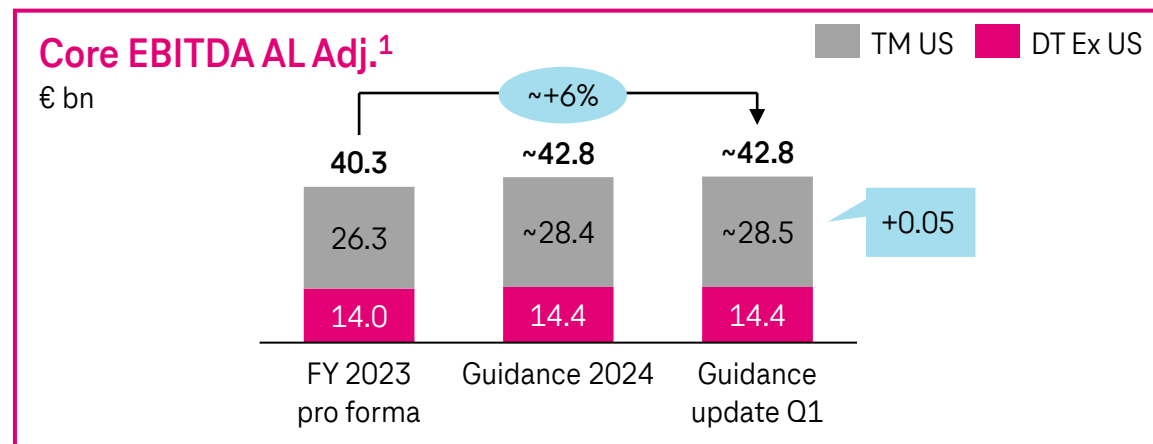 Core EBITDA AL Adj.1
€ bn
TM US
DT Ex US
~+6%
40.3
~42.8
~42.8
26.3
~28.4
~28.5
+0.05
14.0
14.4
14.4
FY 2023
pro forma
Guidance 2024
Guidance
update Q1